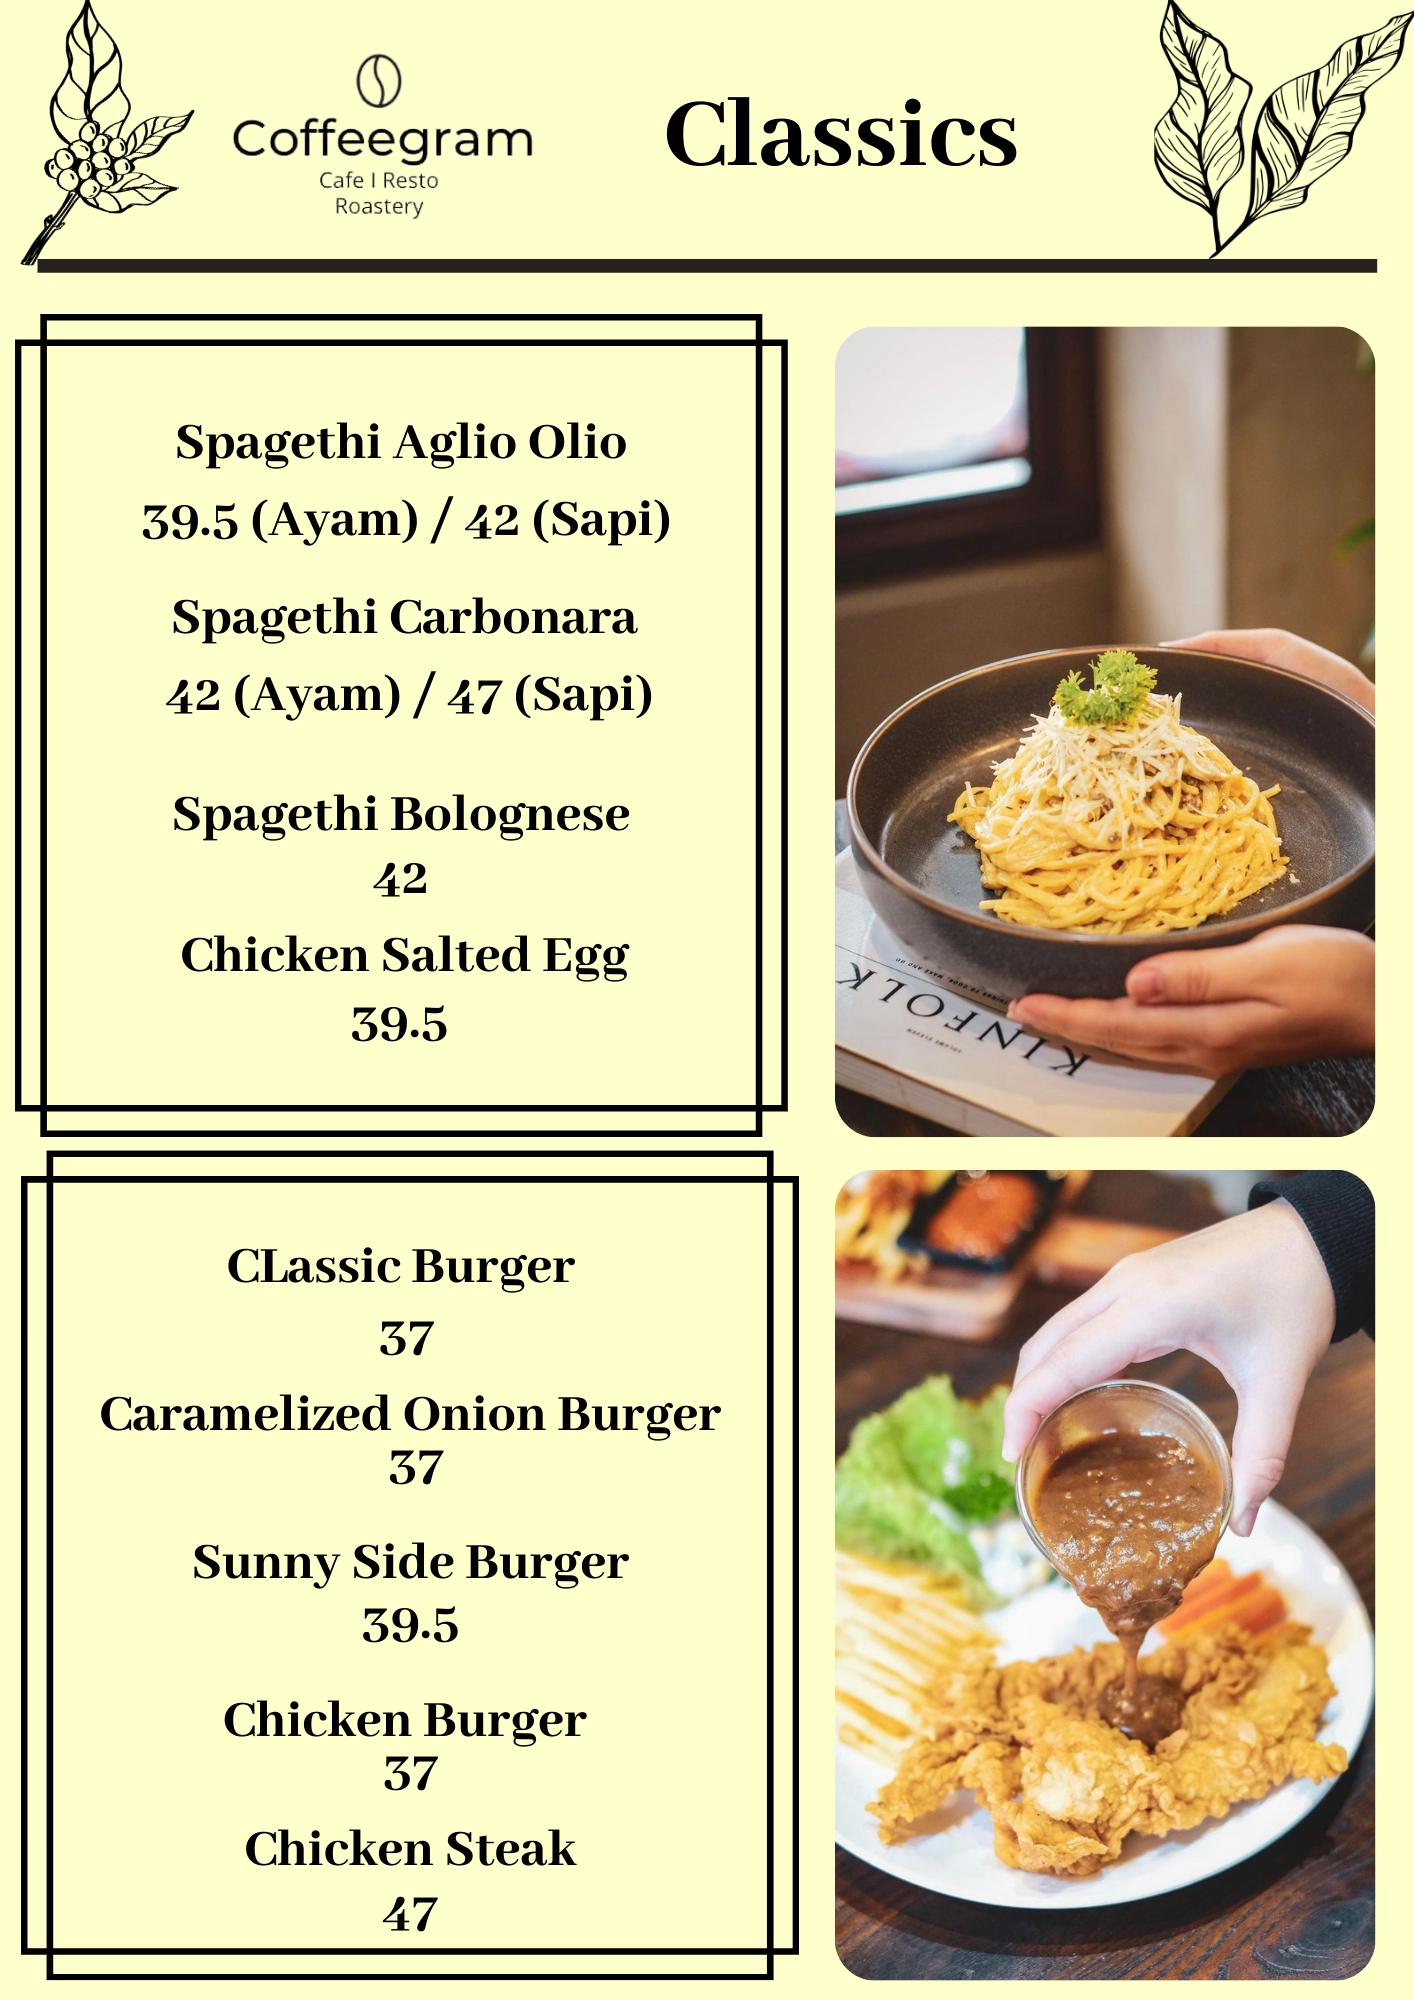 Coffeegram
Cafe I Resto
Roastery
Classics
Spagethi Aglio Olio
39.5 (Ayam) / 42 (Sapi)
Spagethi Carbonara
42 (Ayam) / 47 (Sapi)
Spagethi Bolognese
42
Chicken Salted Egg
39.5
KINFOLK
VOLUME ELEVEN
CLassic Burger
37
Caramelized Onion Burger
37
Sunny Side Burger
39.5
Chicken Burger
37
Chicken Steak
47